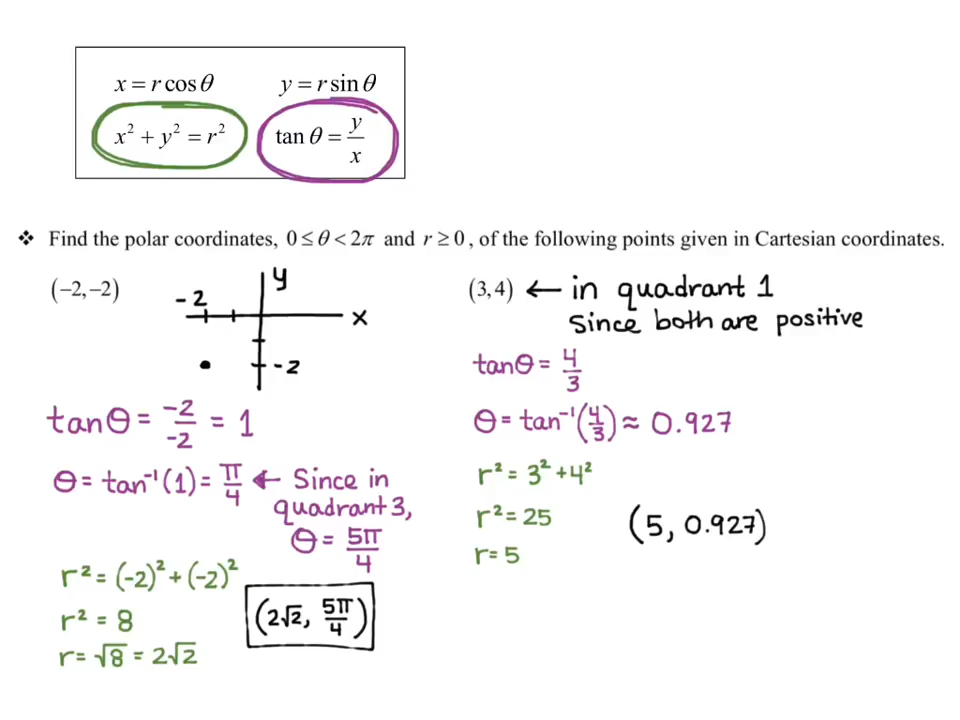 x = r cos θ    y = r sin θ
x² + y² = r²    tan θ = y/x
❖ Find the polar coordinates, 0 ≤ θ < 2π and r ≥ 0, of the following points given in Cartesian coordinates.
(−2, −2)
y
-2
x
-2
tanθ = -2/-2 = 1
θ = tan⁻¹(1) = π/4 ← Since in
quadrant 3,
θ = 5π/4
r² = (-2)² + (-2)²
r² = 8
r = √8 = 2√2
(2√2, 5π/4)
(3, 4) ← in quadrant 1
Since both are positive
tanθ = 4/3
θ = tan⁻¹(4/3) ≈ 0.927
r² = 3² + 4²
r² = 25
r = 5
(5, 0.927)